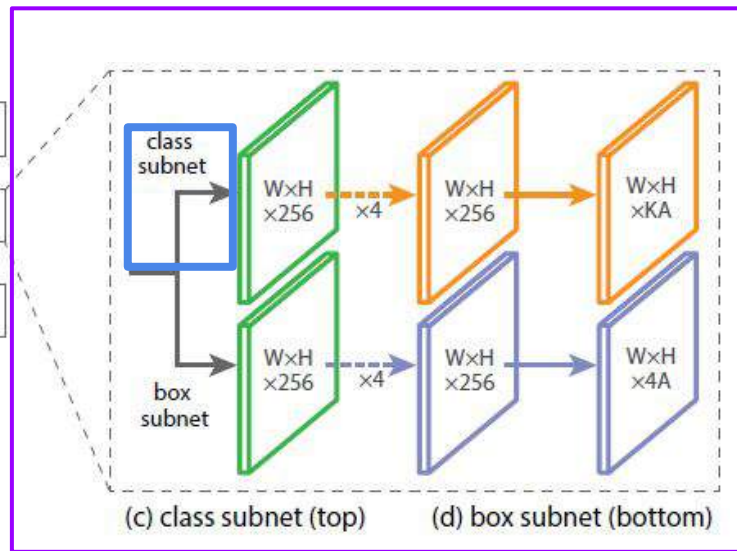 class
subnet
W×H
×256
×4
W×H
×256
W×H
×KA
W×H
×256
×4
W×H
×256
W×H
×4A
box
subnet
(c) class subnet (top)
(d) box subnet (bottom)